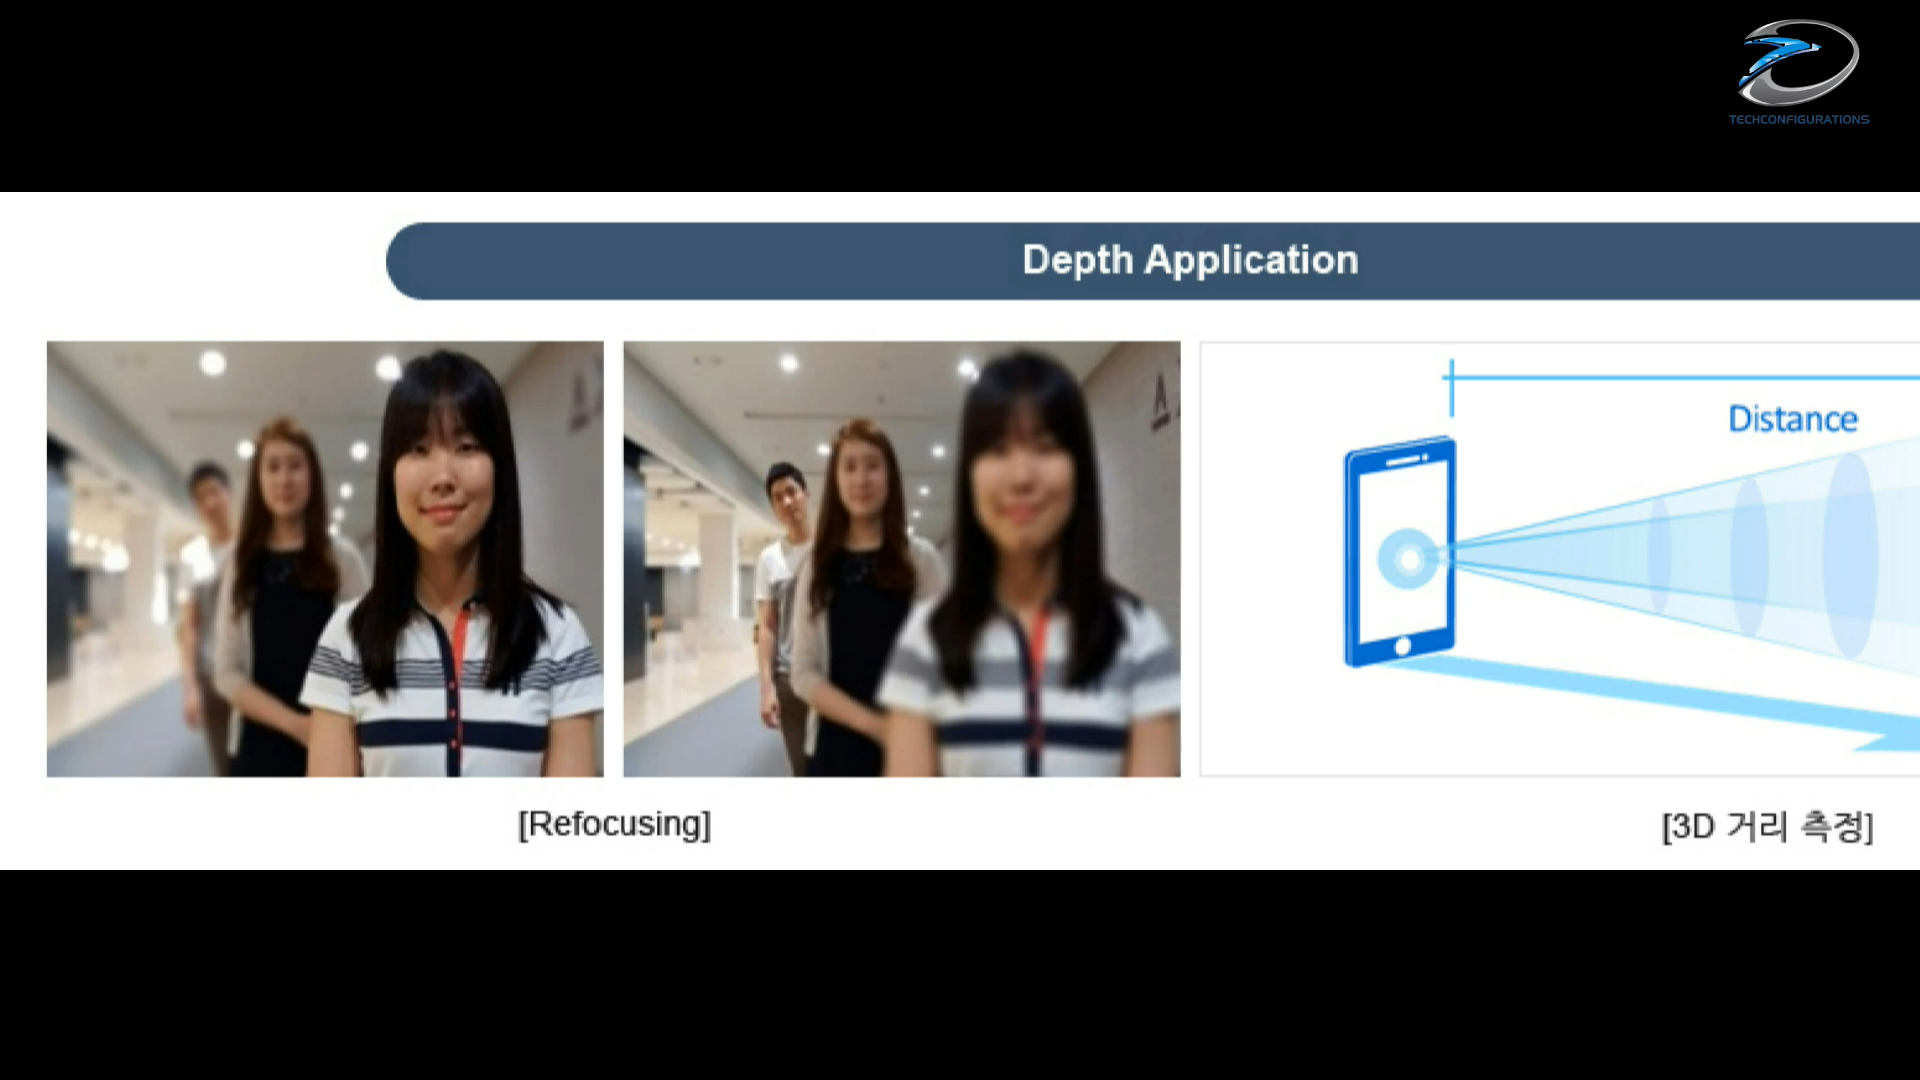 TECHCONFIGURATIONS
Depth Application
A
A
Distance
[Refocusing]
[3D 거리 측정]